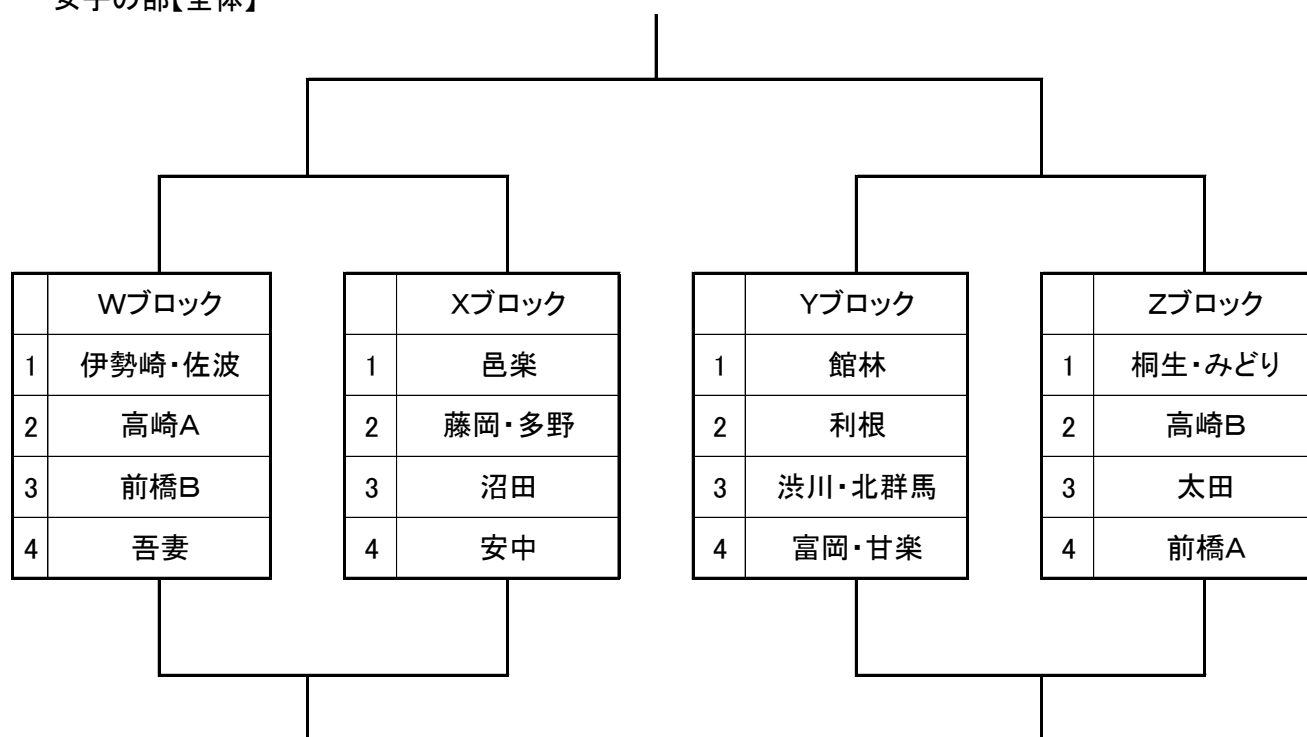 女子の部【全体】
Wブロック
1 伊勢崎・佐波
2 高崎A
3 前橋B
4 吾妻
Xブロック
1 邑楽
2 藤岡・多野
3 沼田
4 安中
Yブロック
1 館林
2 利根
3 渋川・北群馬
4 富岡・甘楽
Zブロック
1 桐生・みどり
2 高崎B
3 太田
4 前橋A